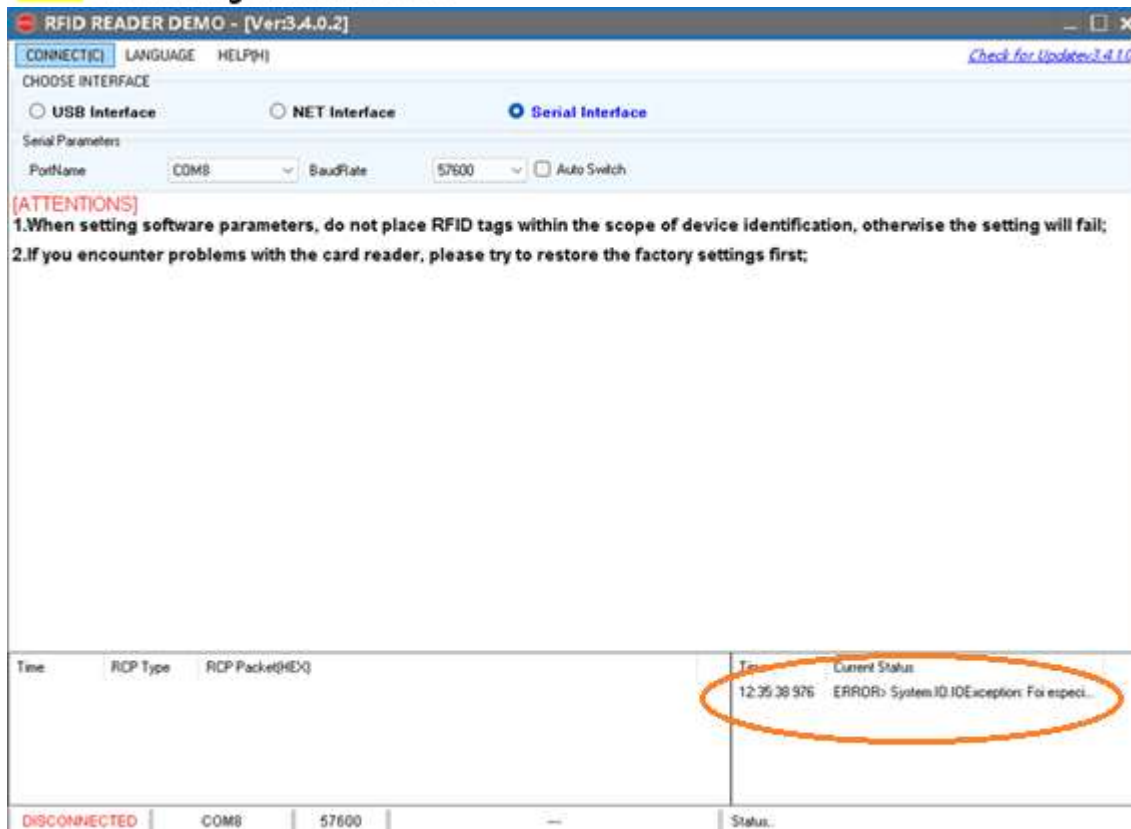 RFID READER DEMO - [Ver:3.4.0.2]
CONNECT(C) LANGUAGE HELP(H) Check for Updatev3.4.1.0
CHOOSE INTERFACE
USB Interface NET Interface Serial Interface
Serial Parameters
PortName COM8 BaudRate 57600 Auto Switch
[ATTENTIONS]
1.When setting software parameters, do not place RFID tags within the scope of device identification, otherwise the setting will fail;
2.If you encounter problems with the card reader, please try to restore the factory settings first;
Time RCP Type RCP Packet(HEX) Current Status
12:35:38 976 ERROR> System.IO.IOException: Foi especi...
DISCONNECTED COM8 57600 --- Status..